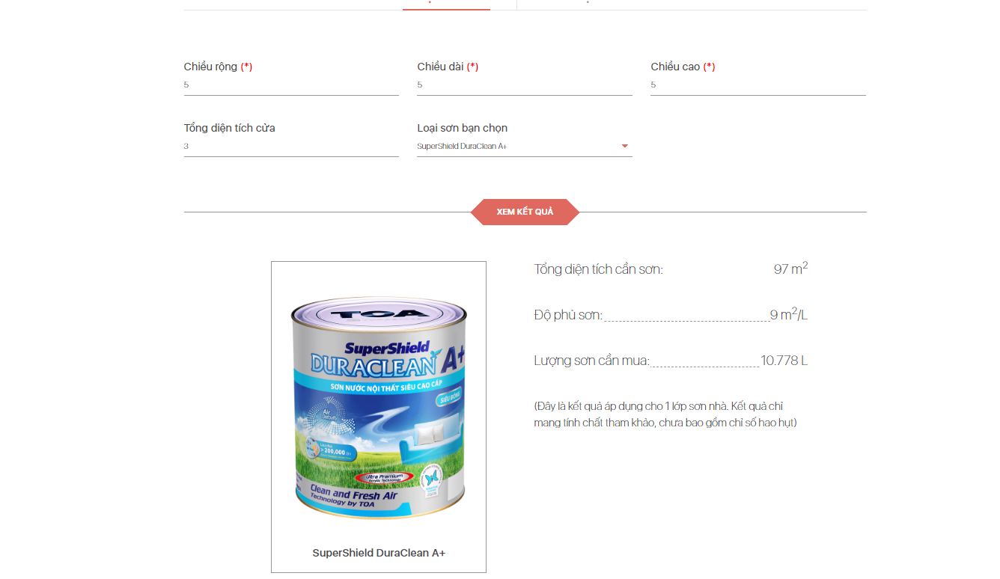 Chiều rộng (*)
5
Chiều dài (*)
5
Chiều cao (*)
5
Tổng diện tích cửa
3
Loại sơn bạn chọn
SuperShield DuraClean A+
XEM KẾT QUẢ
TOA
SuperShield
DURACLEAN A+
SƠN NƯỚC NỘI THẤT SIÊU CAO CẤP
SIÊU BÓNG
Air
> 200,000
Ultra Premium
Acrylic Technology
Clean and Fresh Air
Technology by TOA
SuperShield DuraClean A+
Tổng diện tích cần sơn: 97 m2
Độ phủ sơn: 9 m2/L
Lượng sơn cần mua: 10.778 L
(Đây là kết quả áp dụng cho 1 lớp sơn nhà. Kết quả chỉ
mang tính chất tham khảo, chưa bao gồm chỉ số hao hụt)